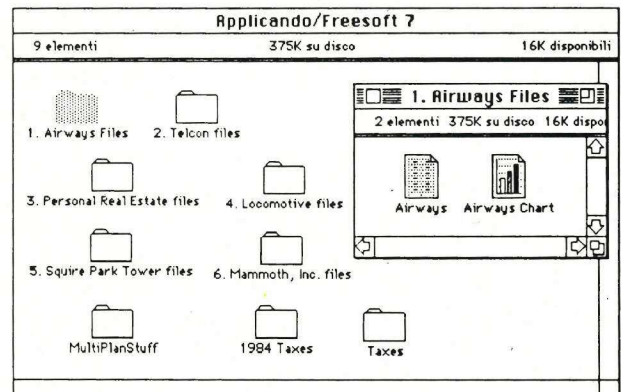 Applicando/Freesoft 7
9 elementi 375K su disco 16K disponibili
1. Airways Files 2. Telcon files
3. Personal Real Estate files 4. Locomotive files
5. Squire Park Tower files 6. Mammoth, Inc. files
MultiPlanStuff 1984 Taxes Taxes
1. Airways Files
2 elementi 375K su disco 16K dispo
Airways Airways Chart